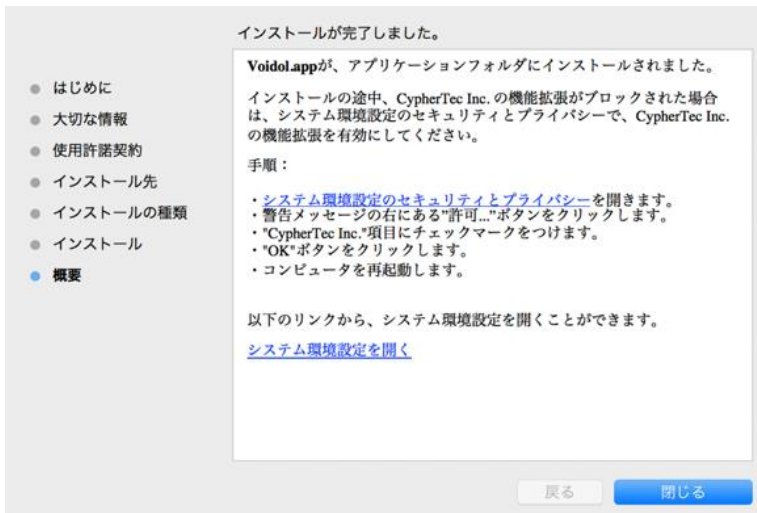 インストールが完了しました。
はじめに
大切な情報
使用許諾契約
インストール先
インストールの種類
インストール
概要
Voidol.appが、アプリケーションフォルダにインストールされました。
インストールの途中、CypherTec Inc. の機能拡張がブロックされた場合
は、システム環境設定のセキュリティとプライバシーで、CypherTec Inc.
の機能拡張を有効にしてください。
手順：
・システム環境設定のセキュリティとプライバシーを開きます。
・警告メッセージの右にある"許可..."ボタンをクリックします。
・"CypherTec Inc."項目にチェックマークをつけます。
・"OK"ボタンをクリックします。
・コンピュータを再起動します。
以下のリンクから、システム環境設定を開くことができます。
システム環境設定を開く
戻る
閉じる